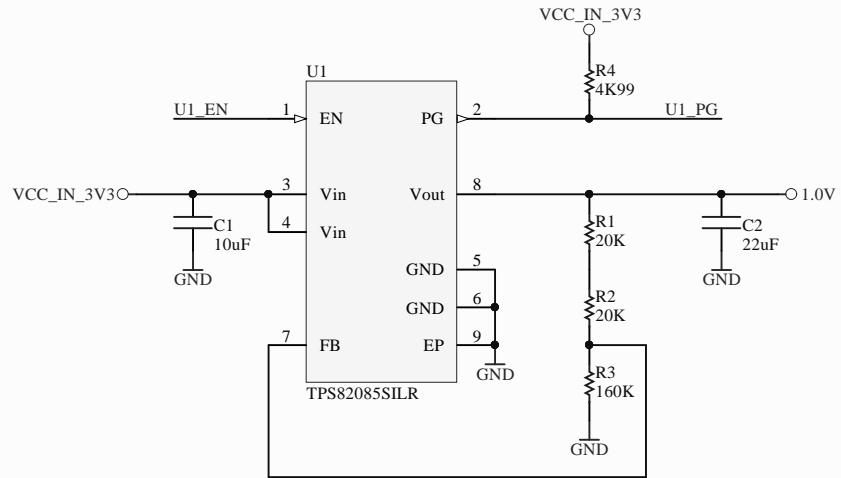 VCC_IN_3V3
R4
4K99
U1
U1_EN
1
EN
PG
2
U1_PG
VCC_IN_3V3
3
Vin
Vout
8
1.0V
4
Vin
C1
10uF
GND
R1
20K
C2
22uF
GND
GND
5
GND
6
R2
20K
7
FB
EP
9
GND
R3
160K
TPS82085SILR
GND